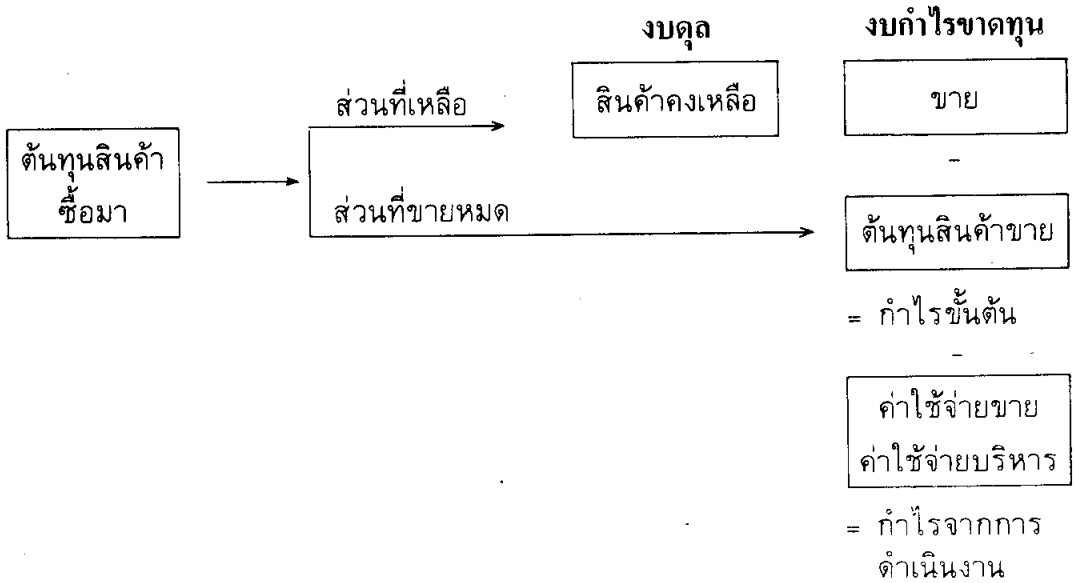 งบดุล
งบกำไรขาดทุน
ส่วนที่เหลือ
สินค้าคงเหลือ
ขาย
ต้นทุนสินค้า
ซื้อมา
-
ส่วนที่ขายหมด
ต้นทุนสินค้าขาย
= กำไรขั้นต้น
-
ค่าใช้จ่ายขาย
ค่าใช้จ่ายบริหาร
= กำไรจากการ
ดำเนินงาน